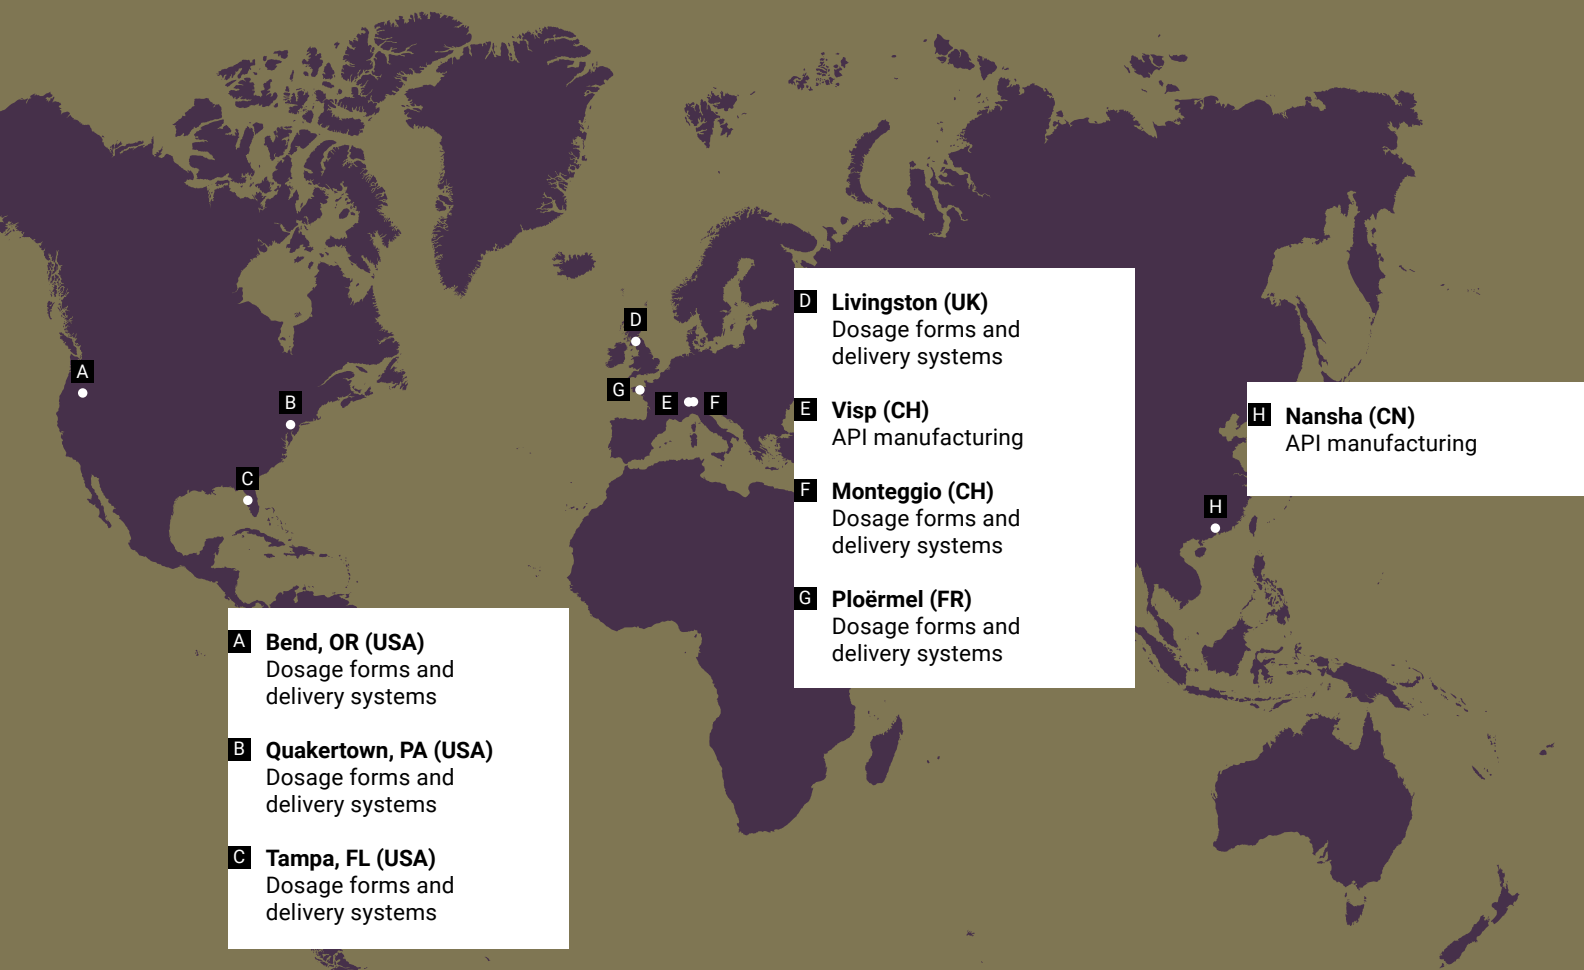 A
B
C
D
G
E
F
H
D Livingston (UK)
Dosage forms and
delivery systems
E Visp (CH)
API manufacturing
F Monteggio (CH)
Dosage forms and
delivery systems
G Ploërmel (FR)
Dosage forms and
delivery systems
H Nansha (CN)
API manufacturing
A Bend, OR (USA)
Dosage forms and
delivery systems
B Quakertown, PA (USA)
Dosage forms and
delivery systems
C Tampa, FL (USA)
Dosage forms and
delivery systems